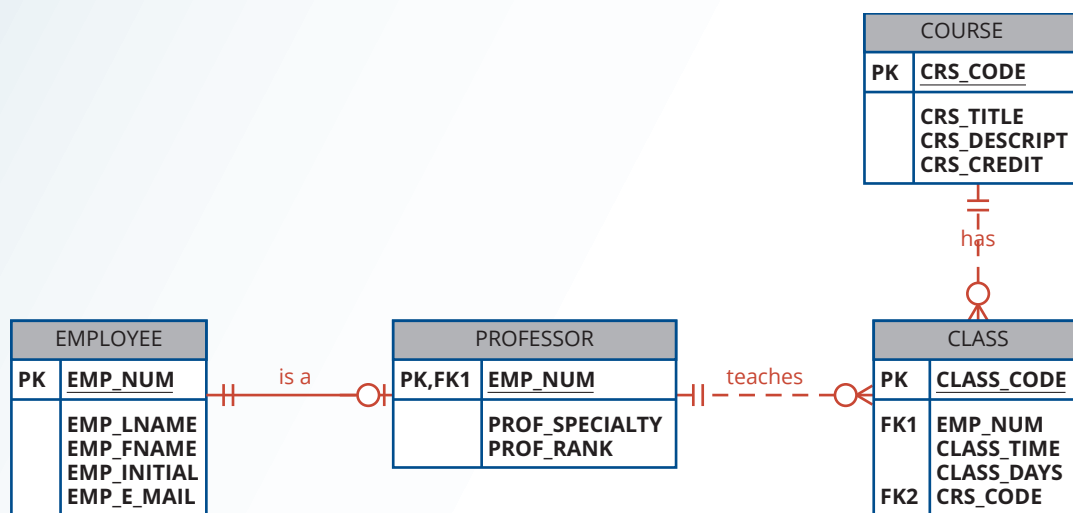 COURSE
PK CRS_CODE
CRS_TITLE
CRS_DESCRIPT
CRS_CREDIT
has
EMPLOYEE
PK EMP_NUM
EMP_LNAME
EMP_FNAME
EMP_INITIAL
EMP_E_MAIL
is a
PROFESSOR
PK,FK1 EMP_NUM
PROF_SPECIALTY
PROF_RANK
teaches
CLASS
PK CLASS_CODE
FK1 EMP_NUM
CLASS_TIME
CLASS_DAYS
FK2 CRS_CODE